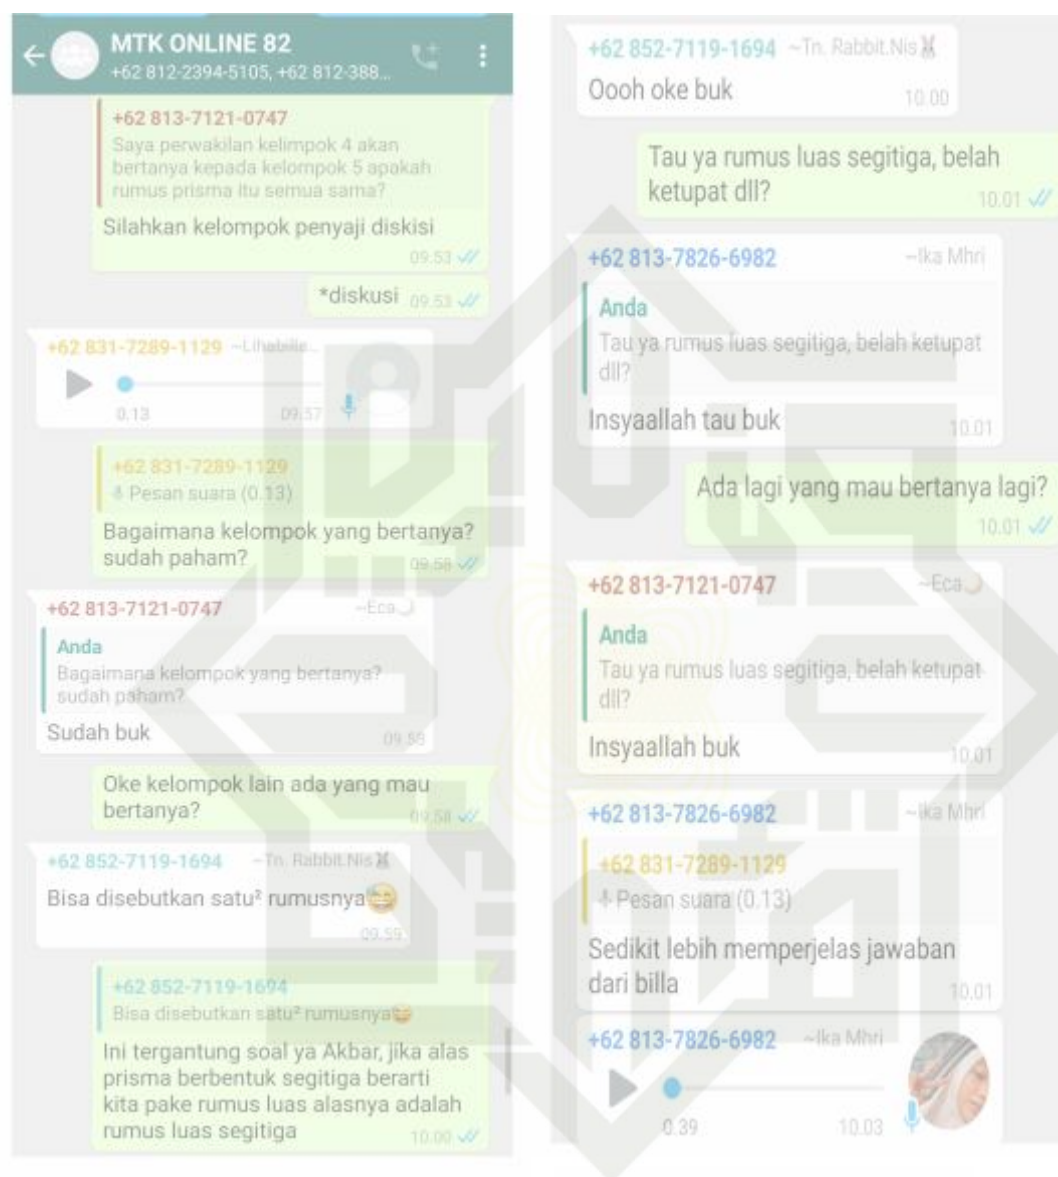 MTK ONLINE 82
+62 812-2394-5105, +62 812-388...
+62 813-7121-0747
Saya perwakilan kelimpok 4 akan
bertanya kepada kelompok 5 apakah
rumus prisma itu semua sama?
Silahkan kelompok penyaji diskisi
09.53
*diskusi 09.53
+62 831-7289-1129 ~Lihabille...
0.13 09.57
+62 831-7289-1129
Pesan suara (0.13)
Bagaimana kelompok yang bertanya?
sudah paham?
09.58
+62 813-7121-0747 ~Eca
Anda
Bagaimana kelompok yang bertanya?
sudah paham?
Sudah buk
09.59
Oke kelompok lain ada yang mau
bertanya?
09.58
+62 852-7119-1694 ~Tn. Rabbit.Nis
Bisa disebutkan satu² rumusnya
09.59
+62 852-7119-1694
Bisa disebutkan satu² rumusnya
Ini tergantung soal ya Akbar, jika alas
prisma berbentuk segitiga berarti
kita pake rumus luas alasnya adalah
rumus luas segitiga
10.00
+62 852-7119-1694 ~Tn. Rabbit.Nis
Oooh oke buk
10.00
Tau ya rumus luas segitiga, belah
ketupat dll?
10.01
+62 813-7826-6982 ~Ika Mhri
Anda
Tau ya rumus luas segitiga, belah ketupat
dll?
Insyaallah tau buk
10.01
Ada lagi yang mau bertanya lagi?
10.01
+62 813-7121-0747 ~Eca
Anda
Tau ya rumus luas segitiga, belah ketupat
dll?
Insyaallah buk
10.01
+62 813-7826-6982 ~Ika Mhri
+62 831-7289-1129
Pesan suara (0.13)
Sedikit lebih memperjelas jawaban
dari billa
10.01
+62 813-7826-6982 ~Ika Mhri
0.39 10.03